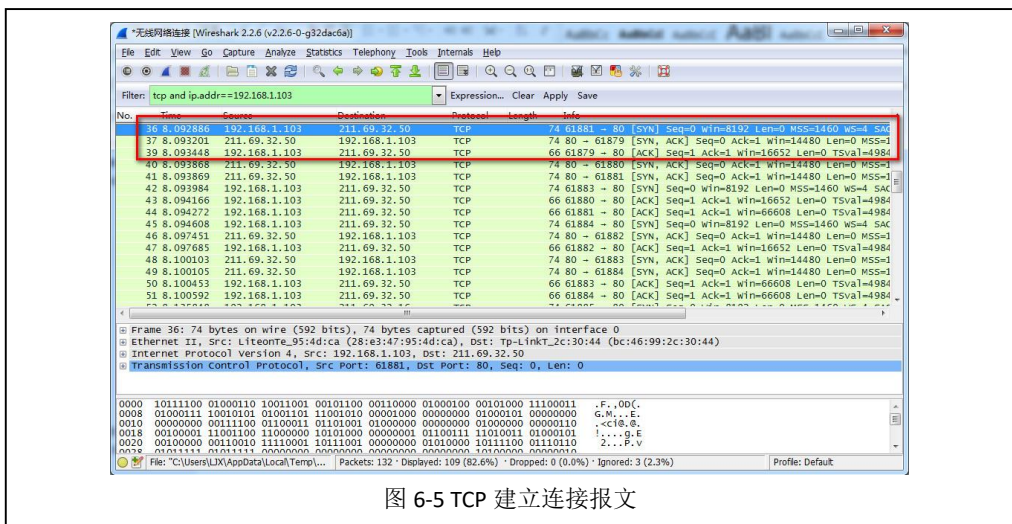 *无线网络连接 [Wireshark 2.2.6 (v2.2.6-0-g32dac6a)]
File Edit View Go Capture Analyze Statistics Telephony Tools Internals Help
Filter: tcp and ip.addr==192.168.1.103 Expression... Clear Apply Save
No. Time Source Destination Protocol Length Info
36 8.092886 192.168.1.103 211.69.32.50 TCP 74 61881 → 80 [SYN] Seq=0 Win=8192 Len=0 MSS=1460 WS=4 SAC
37 8.093201 211.69.32.50 192.168.1.103 TCP 74 80 → 61879 [SYN, ACK] Seq=0 Ack=1 Win=14480 Len=0 MSS=1
39 8.093448 192.168.1.103 211.69.32.50 TCP 66 61879 → 80 [ACK] Seq=1 Ack=1 Win=16652 Len=0 TSval=4984
40 8.093868 211.69.32.50 192.168.1.103 TCP 74 80 → 61880 [SYN, ACK] Seq=0 Ack=1 Win=14480 Len=0 MSS=1
41 8.093869 211.69.32.50 192.168.1.103 TCP 74 80 → 61881 [SYN, ACK] Seq=0 Ack=1 Win=14480 Len=0 MSS=1
42 8.093984 192.168.1.103 211.69.32.50 TCP 74 61883 → 80 [SYN] Seq=0 Win=8192 Len=0 MSS=1460 WS=4 SAC
43 8.094166 192.168.1.103 211.69.32.50 TCP 66 61880 → 80 [ACK] Seq=1 Ack=1 Win=16652 Len=0 TSval=4984
44 8.094272 192.168.1.103 211.69.32.50 TCP 66 61881 → 80 [ACK] Seq=1 Ack=1 Win=66608 Len=0 TSval=4984
45 8.094608 192.168.1.103 211.69.32.50 TCP 74 61884 → 80 [SYN] Seq=0 Win=8192 Len=0 MSS=1460 WS=4 SAC
46 8.097451 211.69.32.50 192.168.1.103 TCP 74 80 → 61882 [SYN, ACK] Seq=0 Ack=1 Win=14480 Len=0 MSS=1
47 8.097685 192.168.1.103 211.69.32.50 TCP 66 61882 → 80 [ACK] Seq=1 Ack=1 Win=16652 Len=0 TSval=4984
48 8.100103 211.69.32.50 192.168.1.103 TCP 74 80 → 61883 [SYN, ACK] Seq=0 Ack=1 Win=14480 Len=0 MSS=1
49 8.100105 211.69.32.50 192.168.1.103 TCP 74 80 → 61884 [SYN, ACK] Seq=0 Ack=1 Win=14480 Len=0 MSS=1
50 8.100453 192.168.1.103 211.69.32.50 TCP 66 61883 → 80 [ACK] Seq=1 Ack=1 Win=66608 Len=0 TSval=4984
51 8.100592 192.168.1.103 211.69.32.50 TCP 66 61884 → 80 [ACK] Seq=1 Ack=1 Win=66608 Len=0 TSval=4984
Frame 36: 74 bytes on wire (592 bits), 74 bytes captured (592 bits) on interface 0
Ethernet II, Src: LiteonTe_95:4d:ca (28:e3:47:95:4d:ca), Dst: Tp-LinkT_2c:30:44 (bc:46:99:2c:30:44)
Internet Protocol Version 4, Src: 192.168.1.103, Dst: 211.69.32.50
Transmission Control Protocol, Src Port: 61881, Dst Port: 80, Seq: 0, Len: 0
0000 10111100 01000110 10011001 00101100 00110000 01000100 00101000 11100011 .F.,0D(.
0008 01000111 10010101 01001101 11001010 00001000 00000000 01000101 00000000 G.M...E.
0010 00000000 00111100 01100011 01101001 01000000 00000000 01000000 00000110 .<ci@.@.
0018 00100001 11001100 11000000 10101000 00000001 01100111 11010011 01000101 !....g.E
0020 00100000 00110010 11110001 10111001 00000000 01010000 10111100 01110110 2...P.v
File: "C:\Users\LJX\AppData\Local\Temp\... Packets: 132 · Displayed: 109 (82.6%) · Dropped: 0 (0.0%) · Ignored: 3 (2.3%) Profile: Default
图 6-5 TCP 建立连接报文